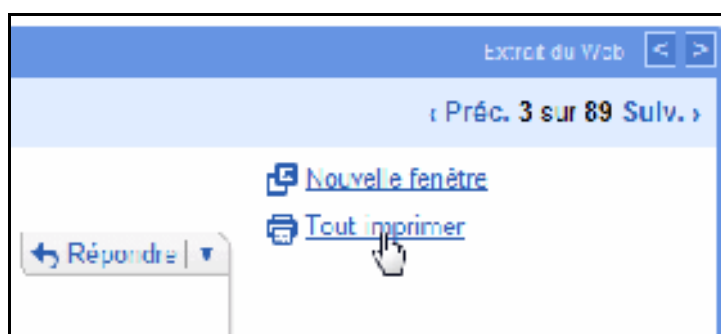 Extrait du Web < >
‹ Préc. 3 sur 89 Suiv. ›
Nouvelle fenêtre
Tout imprimer
Répondre